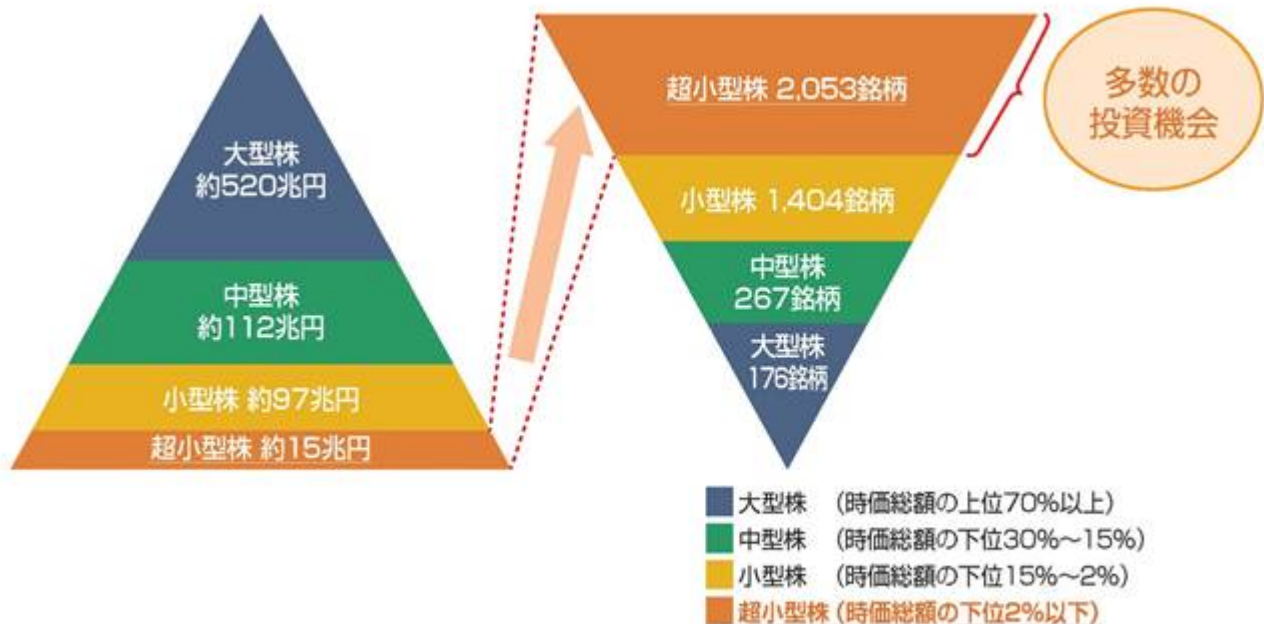 大型株
約520兆円
中型株
約112兆円
小型株 約97兆円
超小型株 約15兆円
超小型株 2,053銘柄
小型株 1,404銘柄
中型株
267銘柄
大型株
176銘柄
多数の
投資機会
大型株 (時価総額の上位70%以上)
中型株 (時価総額の下位30%～15%)
小型株 (時価総額の下位15%～2%)
超小型株 (時価総額の下位2%以下)